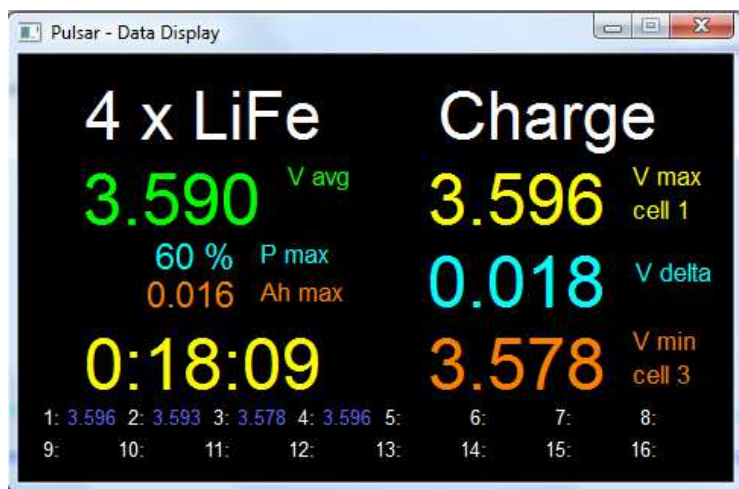 Pulsar - Data Display
4 x LiFe Charge
3.590 V avg 3.596 V max cell 1
60 % P max
0.016 Ah max
0.018 V delta
0:18:09 3.578 V min cell 3
1: 3.596 2: 3.593 3: 3.578 4: 3.596 5: 6: 7: 8:
9: 10: 11: 12: 13: 14: 15: 16: